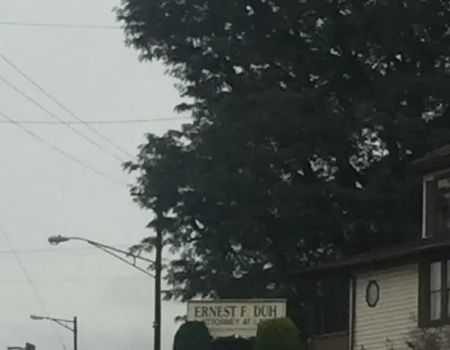 ERNEST F. DUH
ATTORNEY AT